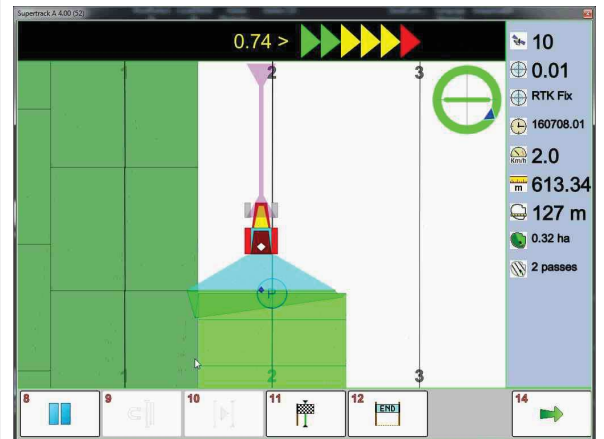 Supertrack A 4.00 (52)
0.74 >
10
0.01
RTK Fix
160708.01
Km/h 2.0
m 613.34
127 m
0.32 ha
2 passes
1 2 3
P
1 2 3
8
9
10
11
12 END
14